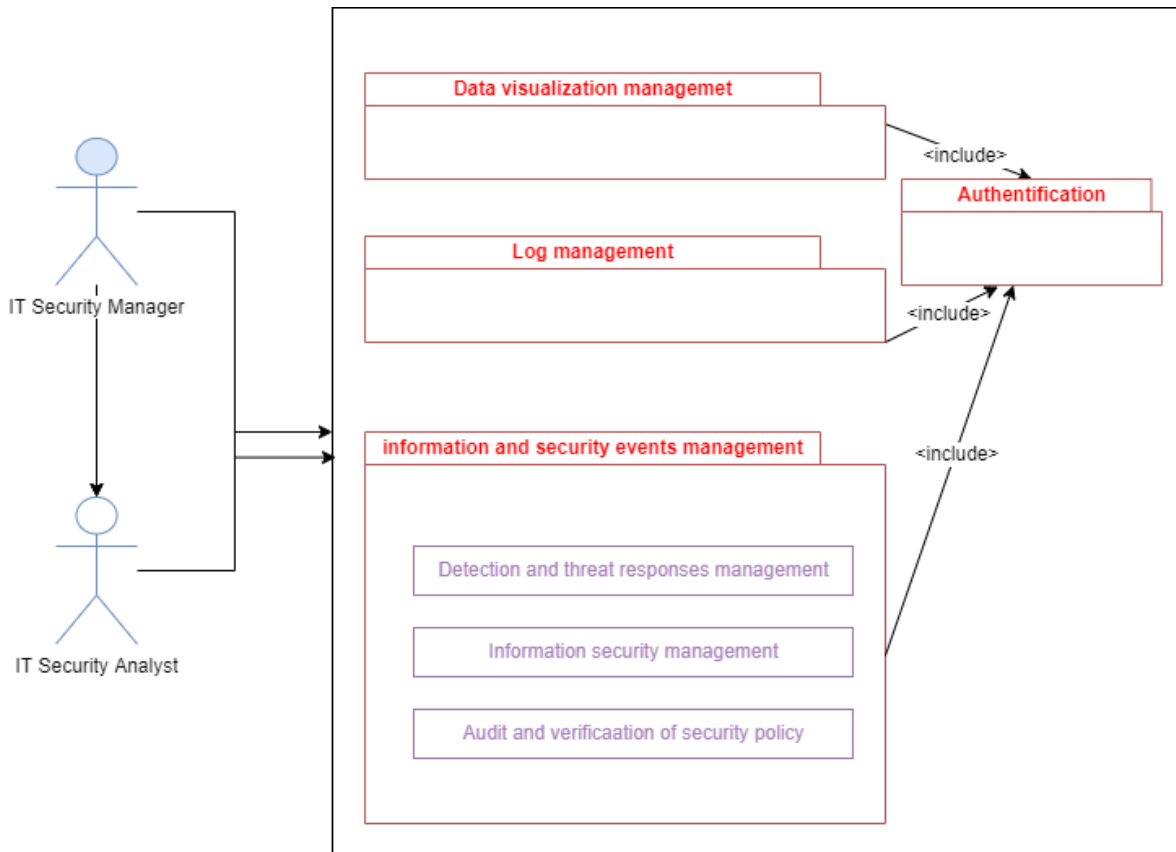 Data visualization managemet
<include>
Authentification
Log management
<include>
IT Security Manager
information and security events management
<include>
Detection and threat responses management
Information security management
Audit and verificaation of security policy
IT Security Analyst